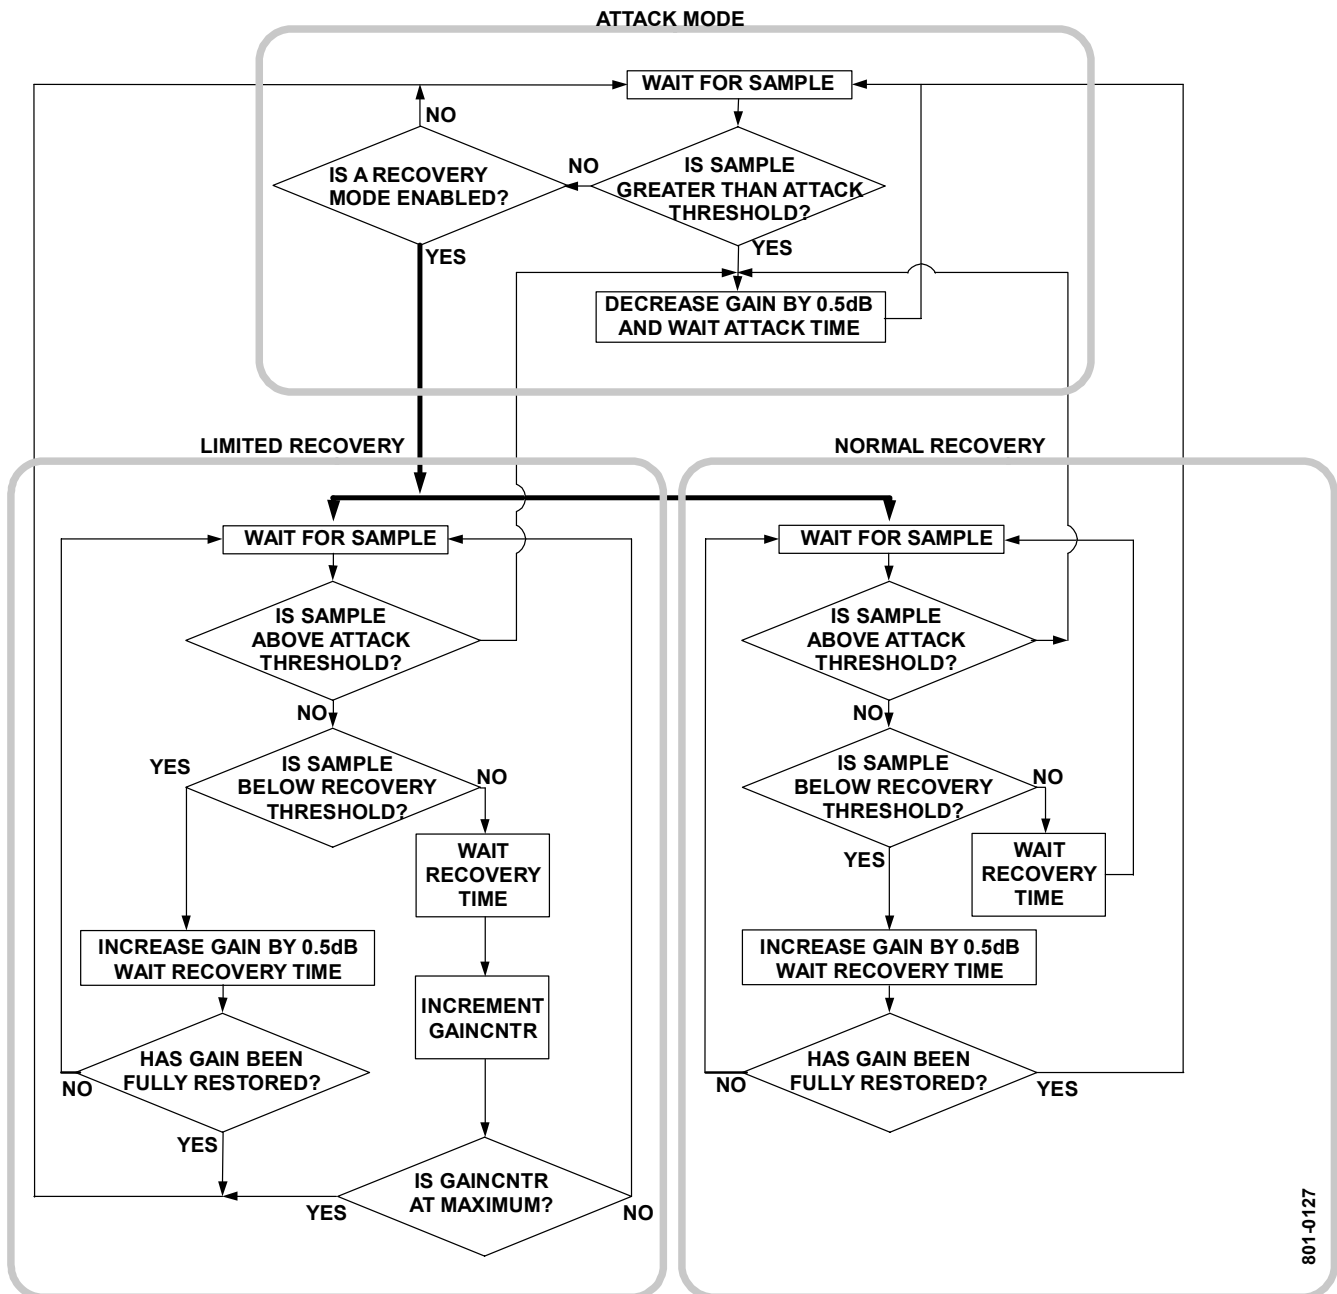 ATTACK MODE
WAIT FOR SAMPLE
NO
IS A RECOVERY
MODE ENABLED?
NO
IS SAMPLE
GREATER THAN ATTACK
THRESHOLD?
YES
YES
DECREASE GAIN BY 0.5dB
AND WAIT ATTACK TIME
LIMITED RECOVERY
WAIT FOR SAMPLE
IS SAMPLE
ABOVE ATTACK
THRESHOLD?
NO
YES
IS SAMPLE
BELOW RECOVERY
THRESHOLD?
NO
WAIT
RECOVERY
TIME
INCREASE GAIN BY 0.5dB
WAIT RECOVERY TIME
INCREMENT
GAINCNTR
HAS GAIN BEEN
FULLY RESTORED?
NO
YES
IS GAINCNTR
AT MAXIMUM?
YES
NO
NORMAL RECOVERY
WAIT FOR SAMPLE
IS SAMPLE
ABOVE ATTACK
THRESHOLD?
NO
IS SAMPLE
BELOW RECOVERY
THRESHOLD?
NO
YES
WAIT
RECOVERY
TIME
INCREASE GAIN BY 0.5dB
WAIT RECOVERY TIME
HAS GAIN BEEN
FULLY RESTORED?
NO
YES
801-0127